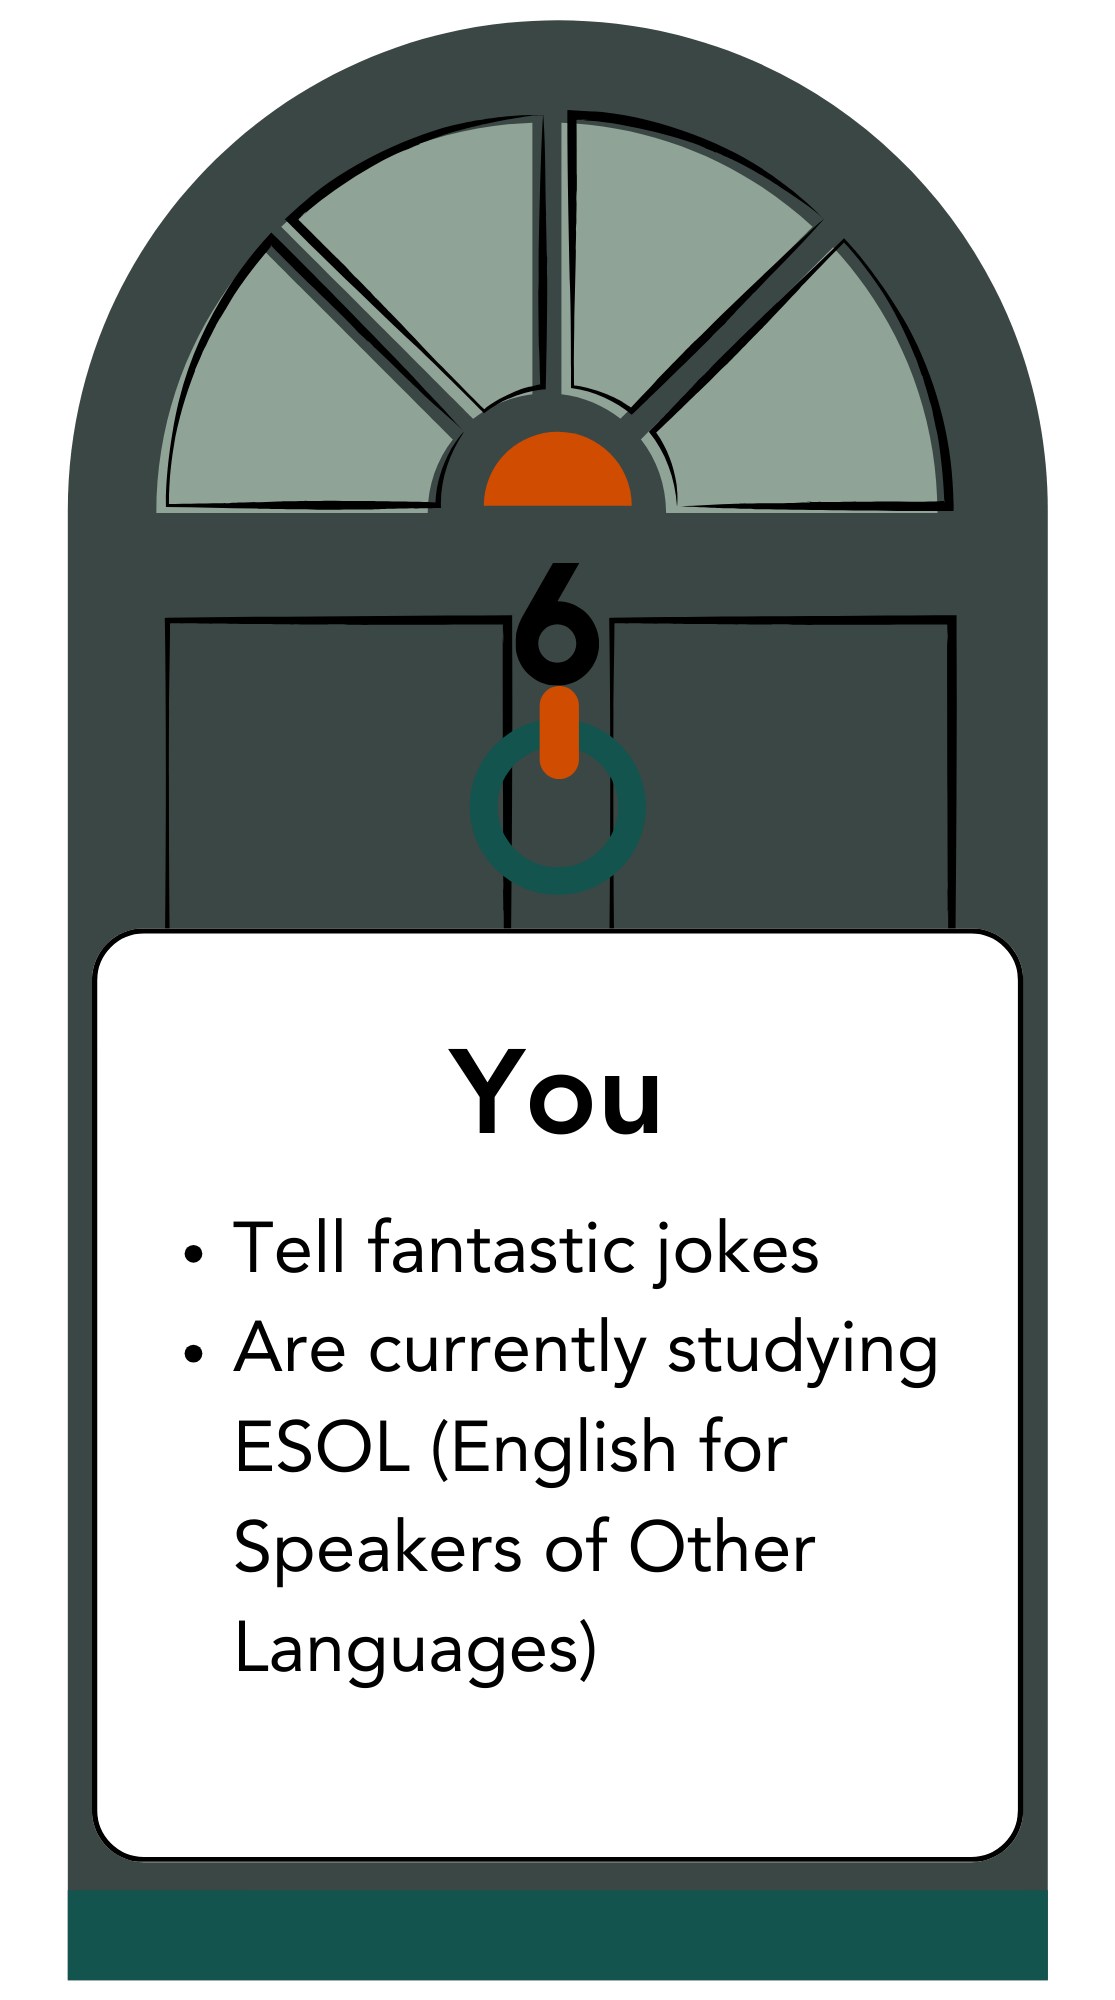 6
You
• Tell fantastic jokes
• Are currently studying
ESOL (English for
Speakers of Other
Languages)